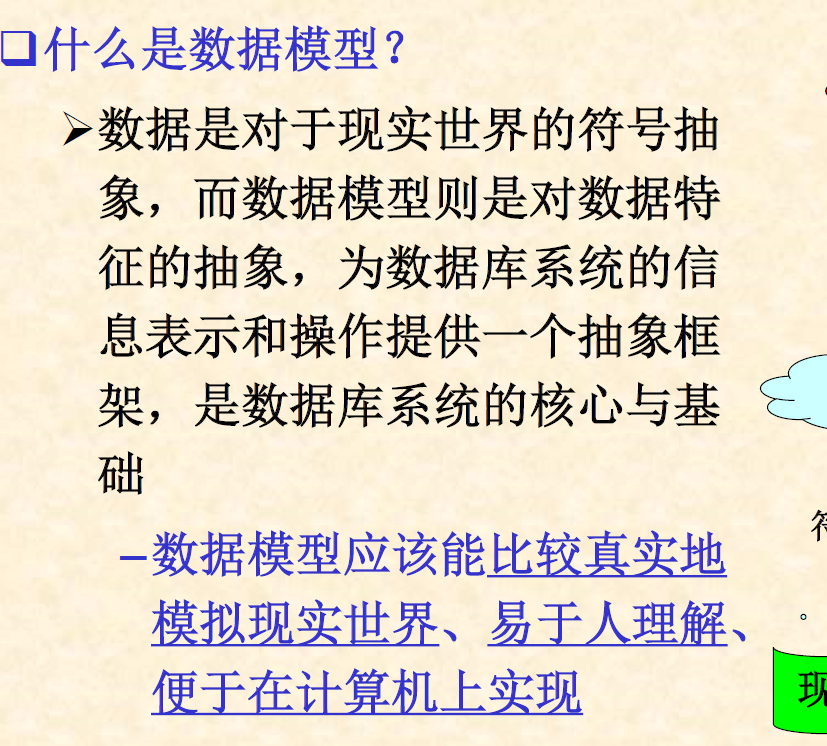 什么是数据模型？
数据是对于现实世界的符号抽
象，而数据模型则是对数据特
征的抽象，为数据库系统的信
息表示和操作提供一个抽象框
架，是数据库系统的核心与基
础
–数据模型应该能比较真实地
模拟现实世界、易于人理解、
便于在计算机上实现
。
现